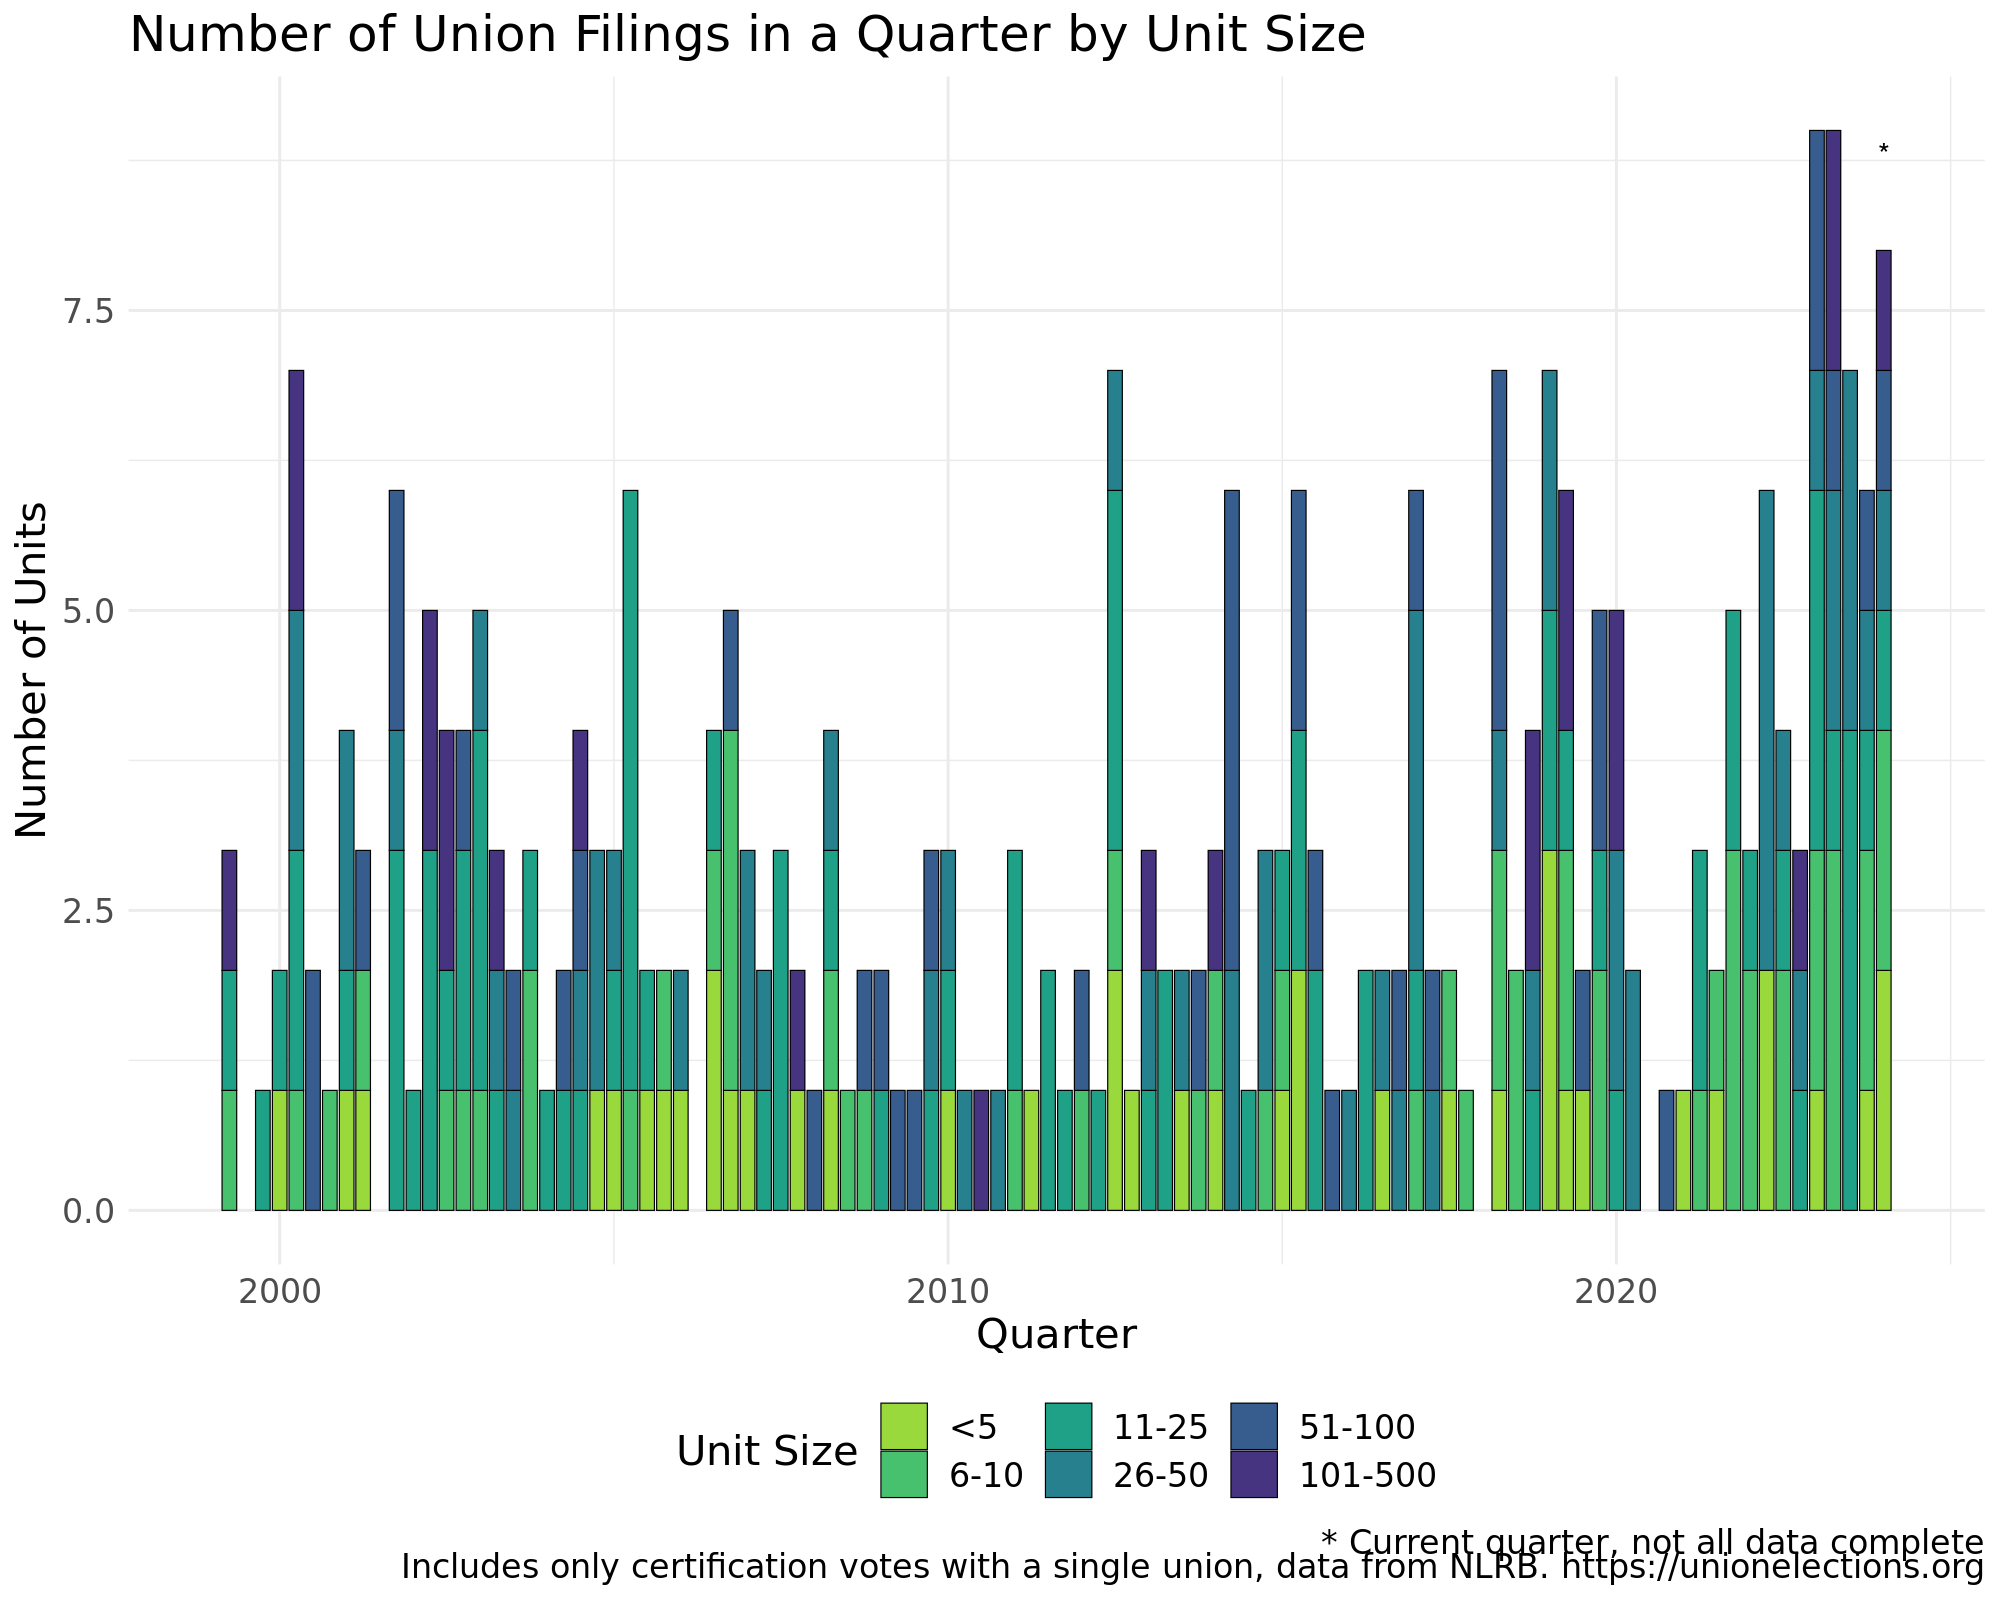 Number of Union Filings in a Quarter by Unit Size
Number of Units
7.5
5.0
2.5
0.0
*
2000 2010 2020
Quarter
Unit Size
<5 11-25 51-100
6-10 26-50 101-500
* Current quarter, not all data complete
Includes only certification votes with a single union, data from NLRB. https://unionelections.org